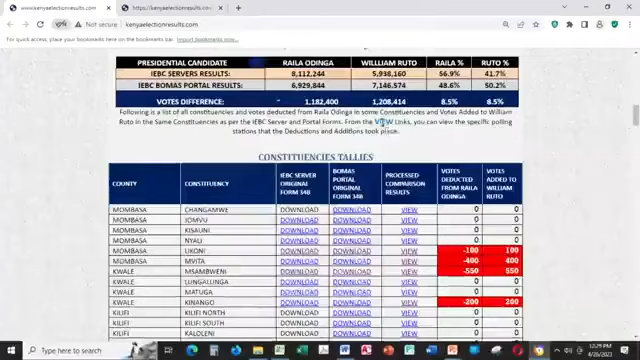 www.kenyaelectionresults.com
https://kenyaelectionresults.com
Not secure | kenyaelectionresults.com
For quick access, place your bookmarks here on the bookmarks bar. Import bookmarks now...
PRESIDENTIAL CANDIDATE RAILA ODINGA WILLLIAM RUTO RAILA % RUTO %
IEBC SERVERS RESULTS: 8,112,244 5,938,160 56.9% 41.7%
IEBC BOMAS PORTAL RESULTS: 6,929,844 7,146,574 48.6% 50.2%
VOTES DIFFERENCE: 1,182,400 1,208,414 8.5% 8.5%
Following is a list of all constituencies and votes deducted from Raila Odinga in some Constituencies and Votes Added to William
Ruto in the Same Constituencies as per the IEBC Server and Portal Forms. From the VIEW Links, you can view the specific polling
stations that the Deductions and Additions took place.
CONSTITUENCIES TALLIES
COUNTY CONSTITUENCY IEBC SERVER ORIGINAL FORM 34B BOMAS PORTAL ORIGINAL FORM 34B PROCESSED COMPARISON RESULTS VOTES DEDUCTED FROM RAILA ODINGA VOTES ADDED TO WILLIAM RUTO
MOMBASA CHANGAMWE DOWNLOAD DOWNLOAD VIEW 0 0
MOMBASA JOMVU DOWNLOAD DOWNLOAD VIEW 0 0
MOMBASA KISAUNI DOWNLOAD DOWNLOAD VIEW 0 0
MOMBASA NYALI DOWNLOAD DOWNLOAD VIEW 0 0
MOMBASA LIKONI DOWNLOAD DOWNLOAD VIEW -100 100
MOMBASA MVITA DOWNLOAD DOWNLOAD VIEW -400 400
KWALE MSAMBWENI DOWNLOAD DOWNLOAD VIEW -550 550
KWALE LUNGALUNGA DOWNLOAD DOWNLOAD VIEW 0 0
KWALE MATUGA DOWNLOAD DOWNLOAD VIEW 0 0
KWALE KINANGO DOWNLOAD DOWNLOAD VIEW -200 200
KILIFI KILIFI NORTH DOWNLOAD DOWNLOAD VIEW 0 0
KILIFI KILIFI SOUTH DOWNLOAD DOWNLOAD VIEW 0 0
KILIFI KALOLENI DOWNLOAD DOWNLOAD VIEW 0 0
Type here to search
12:29 PM
4/26/2023